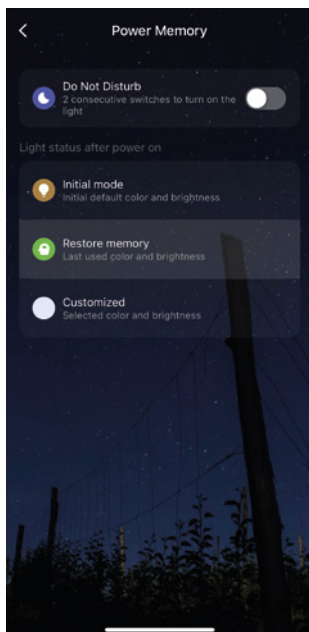 Power Memory
Do Not Disturb
2 consecutive switches to turn on the
light
Light status after power on
Initial mode
Initial default color and brightness
Restore memory
Last used color and brightness
Customized
Selected color and brightness